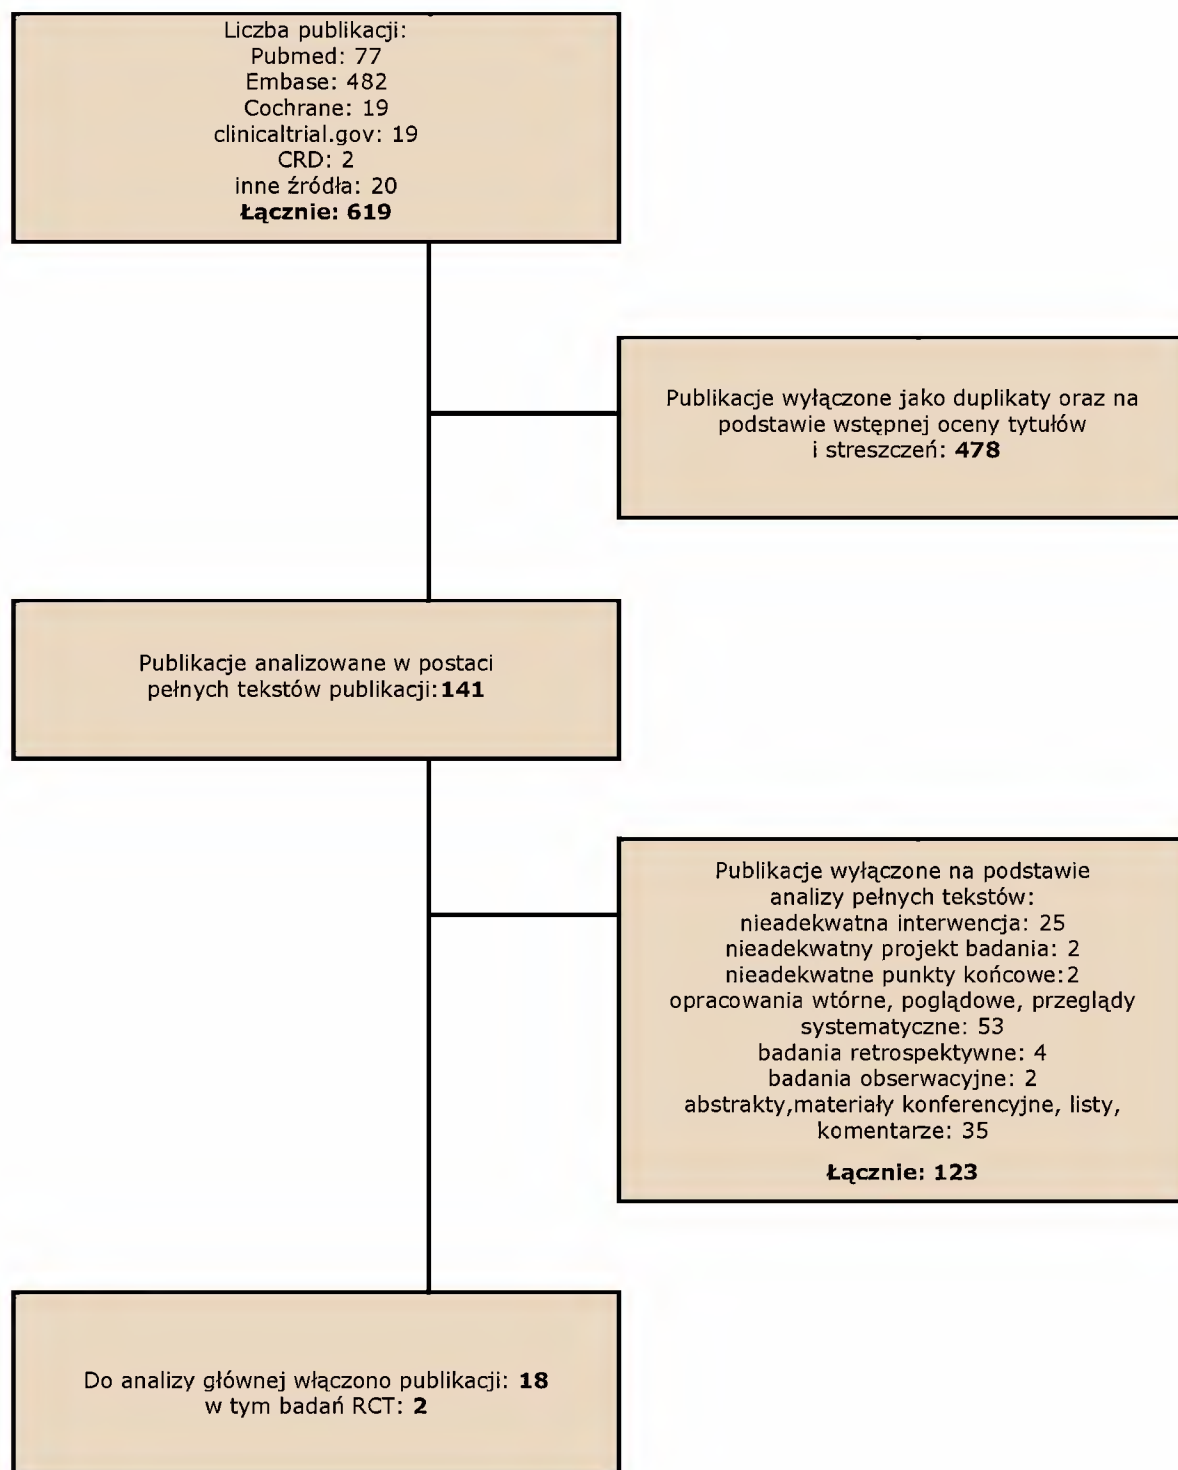 Liczba publikacji:
Pubmed: 77
Embase: 482
Cochrane: 19
clinicaltrial.gov: 19
CRD: 2
inne źródła: 20
Łącznie: 619
Publikacje wyłączone jako duplikaty oraz na
podstawie wstępnej oceny tytułów
i streszczeń: 478
Publikacje analizowane w postaci
pełnych tekstów publikacji:141
Publikacje wyłączone na podstawie
analizy pełnych tekstów:
nieadekwatna interwencja: 25
nieadekwatny projekt badania: 2
nieadekwatne punkty końcowe:2
opracowania wtórne, poglądowe, przeglądy
systematyczne: 53
badania retrospektywne: 4
badania obserwacyjne: 2
abstrakty,materiały konferencyjne, listy,
komentarze: 35
Łącznie: 123
Do analizy głównej włączono publikacji: 18
w tym badań RCT: 2